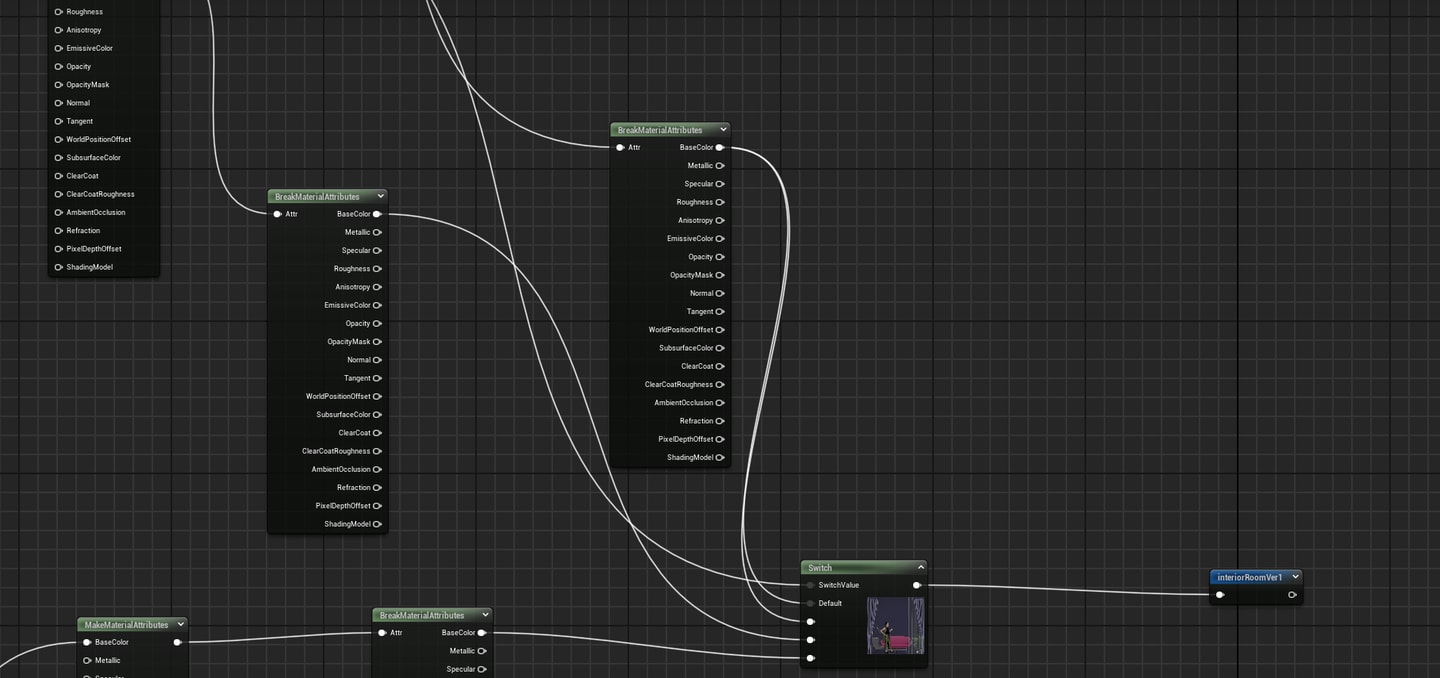 Roughness
Anisotropy
EmissiveColor
Opacity
OpacityMask
Normal
Tangent
WorldPositionOffset
SubsurfaceColor
ClearCoat
ClearCoatRoughness
AmbientOcclusion
Refraction
PixelDepthOffset
ShadingModel
BreakMaterialAttributes
Attr BaseColor
Metallic
Specular
Roughness
Anisotropy
EmissiveColor
Opacity
OpacityMask
Normal
Tangent
WorldPositionOffset
SubsurfaceColor
ClearCoat
ClearCoatRoughness
AmbientOcclusion
Refraction
PixelDepthOffset
ShadingModel
BreakMaterialAttributes
Attr BaseColor
Metallic
Specular
Roughness
Anisotropy
EmissiveColor
Opacity
OpacityMask
Normal
Tangent
WorldPositionOffset
SubsurfaceColor
ClearCoat
ClearCoatRoughness
AmbientOcclusion
Refraction
PixelDepthOffset
ShadingModel
MakeMaterialAttributes
BaseColor
Metallic
BreakMaterialAttributes
Attr BaseColor
Metallic
Specular
Switch
SwitchValue
Default
interiorRoomVer1